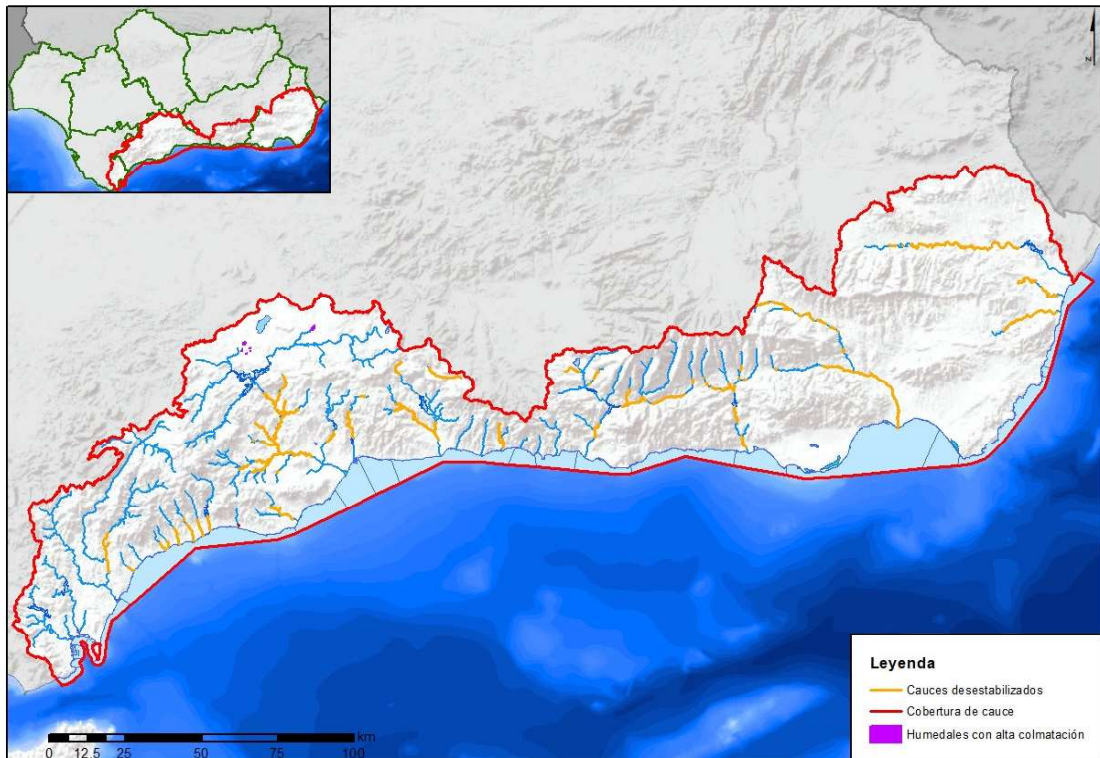 N
Leyenda
Cauces desestabilizados
Cobertura de cauce
Humedales con alta colmatación
km
0 12.5 25 50 75 100